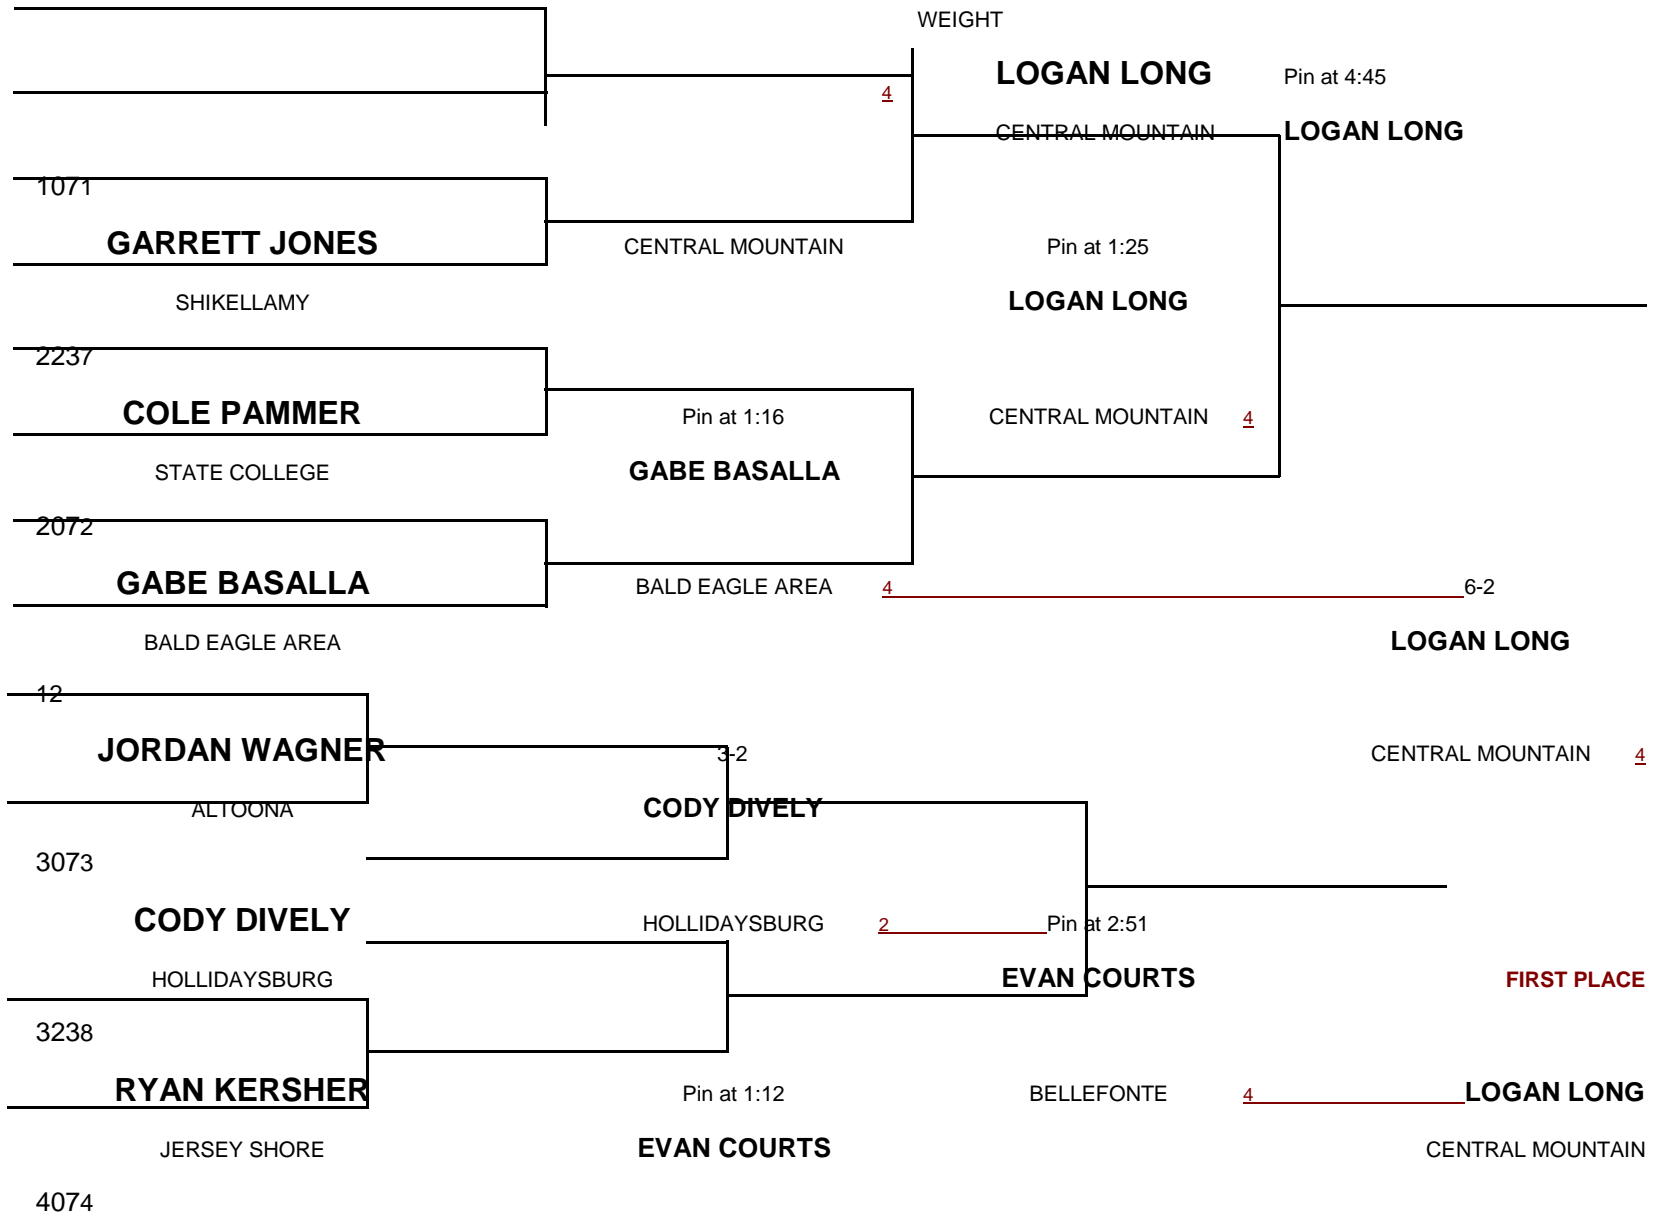 WEIGHT
LOGAN LONG Pin at 4:45
4
CENTRAL MOUNTAIN LOGAN LONG
1071
GARRETT JONES CENTRAL MOUNTAIN Pin at 1:25
SHIKELLAMY LOGAN LONG
2237
COLE PAMMER Pin at 1:16 CENTRAL MOUNTAIN 4
STATE COLLEGE GABE BASALLA
2072
GABE BASALLA BALD EAGLE AREA 4 6-2
BALD EAGLE AREA LOGAN LONG
12
JORDAN WAGNER 3-2 CENTRAL MOUNTAIN 4
ALTOONA CODY DIVELY
3073
CODY DIVELY HOLLIDAYSBURG 2 Pin at 2:51
HOLLIDAYSBURG EVAN COURTS FIRST PLACE
3238
RYAN KERSHER Pin at 1:12 BELLEFONTE 4 LOGAN LONG
JERSEY SHORE EVAN COURTS CENTRAL MOUNTAIN
4074